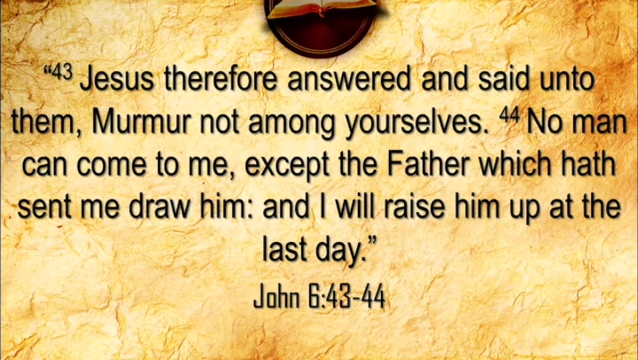 “43 Jesus therefore answered and said unto
them, Murmur not among yourselves. 44 No man
can come to me, except the Father which hath
sent me draw him: and I will raise him up at the
last day.”
John 6:43-44